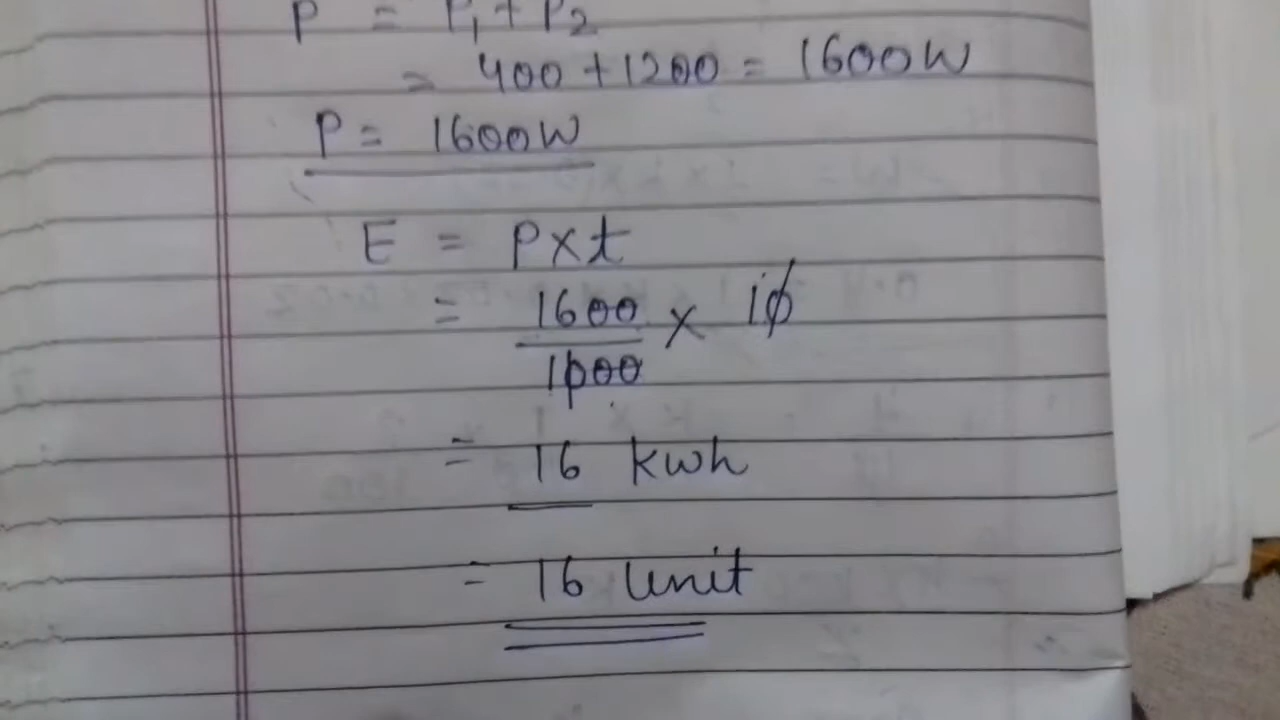 P = P₁ + P₂
= 400 + 1200 = 1600W
P = 1600W
E = P x t
= 1600/1000 x 10
= 16 kwh
= 16 Unit